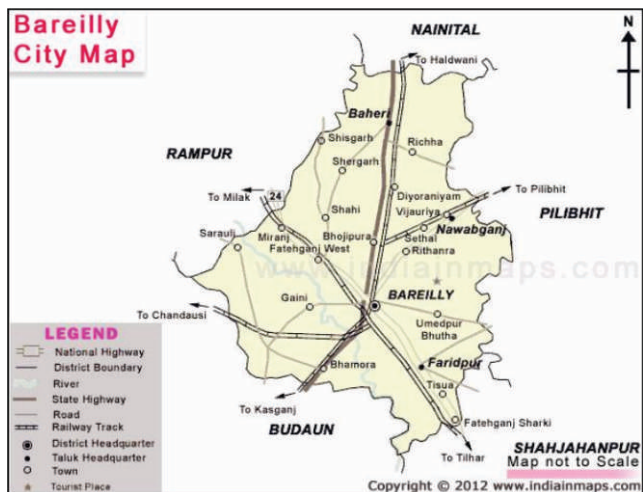 Bareilly
City Map
NAINITAL
N
To Haldwani
Baheri
Shisgarh
Richha
RAMPUR
Shergarh
To Milak
24
Diyoraniyam
To Pilibhit
Shahi
Vijauriya
PILIBHIT
Nawabganj
Sarauli
Miranj
Bhojipura
Sethal
Fatehganj West
Rithanra
www.indiainmaps.com
Gaini
BAREILLY
To Chandausi
Umedpur
Bhutha
LEGEND
National Highway
District Boundary
River
State Highway
Road
Railway Track
District Headquarter
Taluk Headquarter
Town
Tourist Place
Bhamora
Faridpur
Tisua
To Kasganj
Fatehganj Sharki
BUDAUN
To Tilhar
SHAHJAHANPUR
Map not to Scale
Copyright © 2012 www.indiainmaps.com